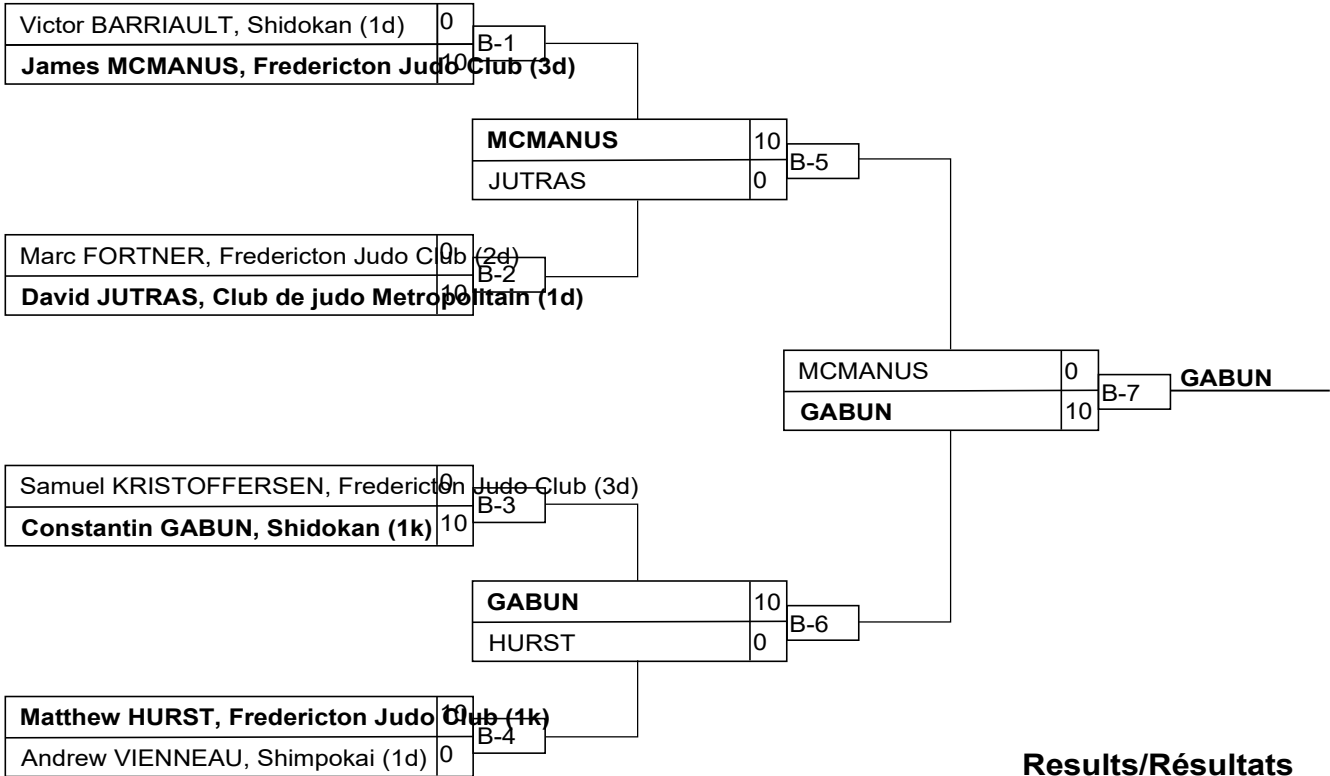 Victor BARRIAULT, Shidokan (1d) 0
B-1
James MCMANUS, Fredericton Judo Club (3d) 10
MCMANUS 10
B-5
JUTRAS 0
Marc FORTNER, Fredericton Judo Club (2d) 0
B-2
David JUTRAS, Club de judo Metropolitain (1d) 10
MCMANUS 0
B-7
GABUN
GABUN 10
Samuel KRISTOFFERSEN, Fredericton Judo Club (3d) 0
B-3
Constantin GABUN, Shidokan (1k) 10
GABUN 10
B-6
HURST 0
Matthew HURST, Fredericton Judo Club (1k) 10
B-4
Andrew VIENNEAU, Shimpokai (1d) 0
Results/Résultats